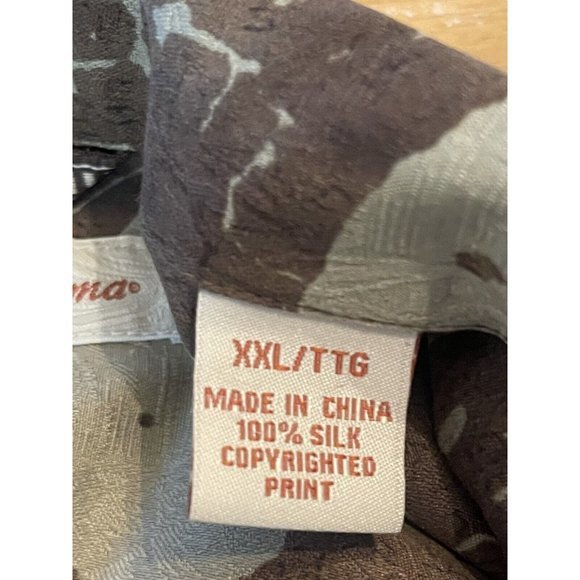 XXL/TTG
MADE IN CHINA
100% SILK
COPYRIGHTED
PRINT